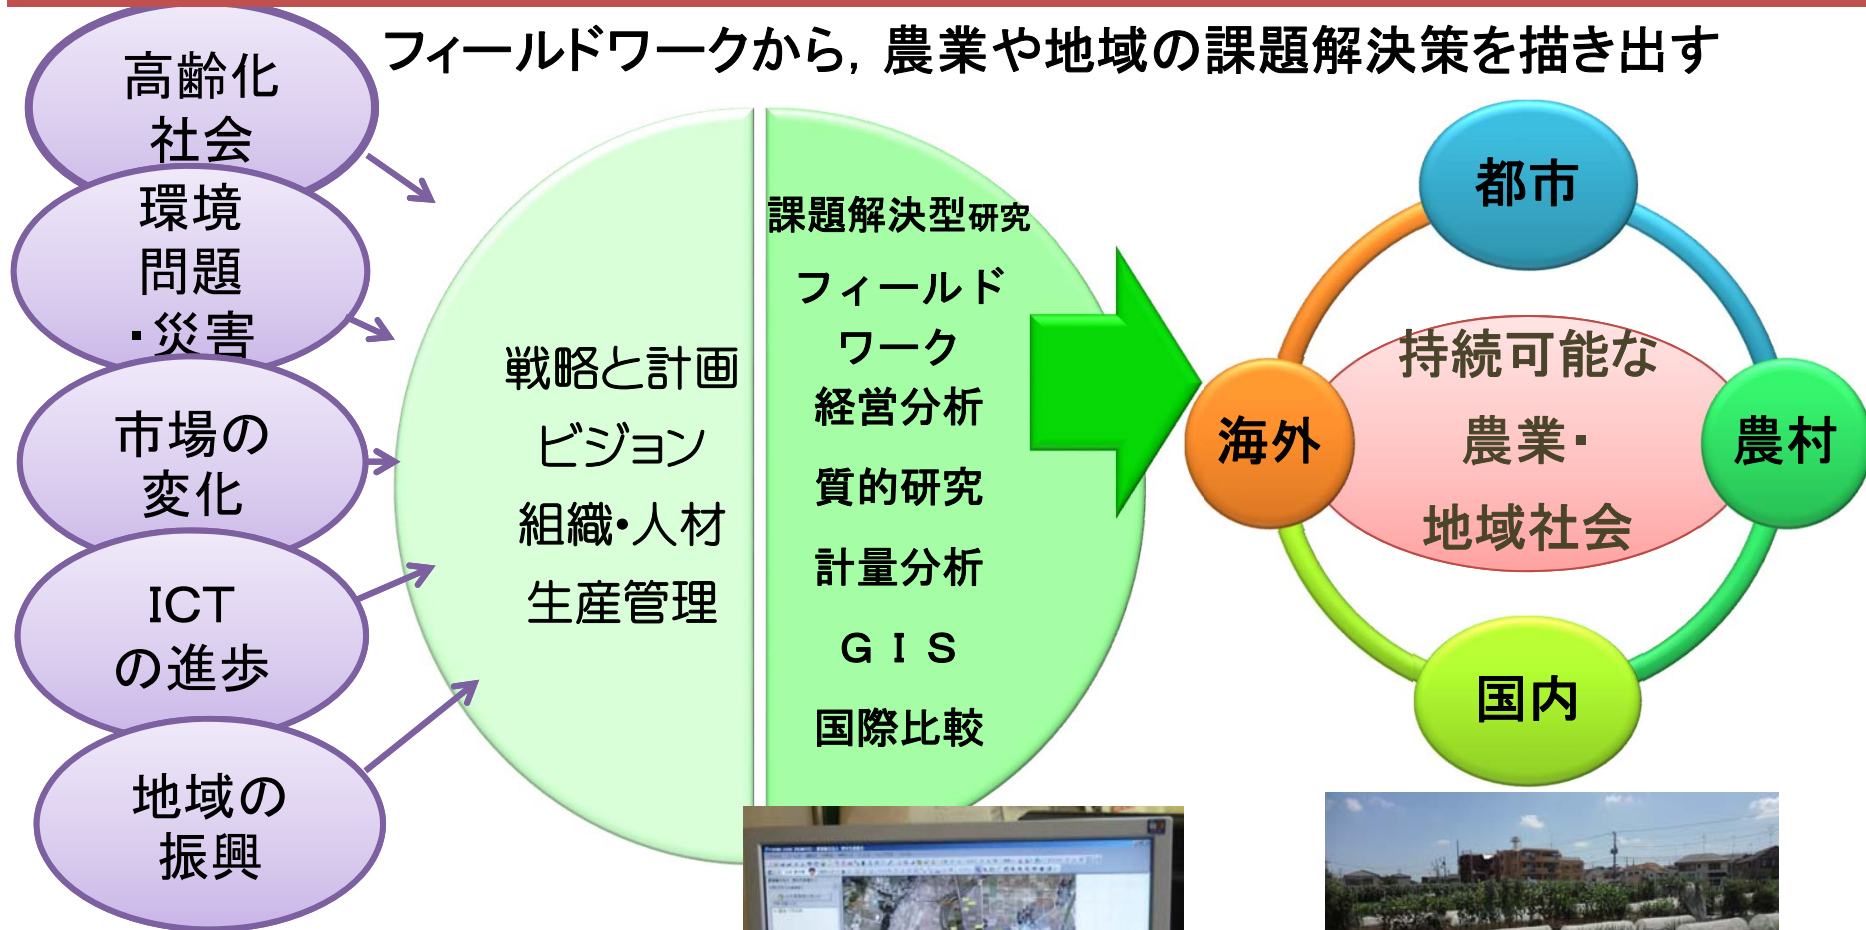 フィールドワークから，農業や地域の課題解決策を描き出す
高齢化
社会
環境
問題
・災害
市場の
変化
ICT
の進歩
地域の
振興
戦略と計画
ビジョン
組織・人材
生産管理
課題解決型研究
フィールド
ワーク
経営分析
質的研究
計量分析
ＧＩＳ
国際比較
都市
海外
農村
国内
持続可能な
農業・
地域社会